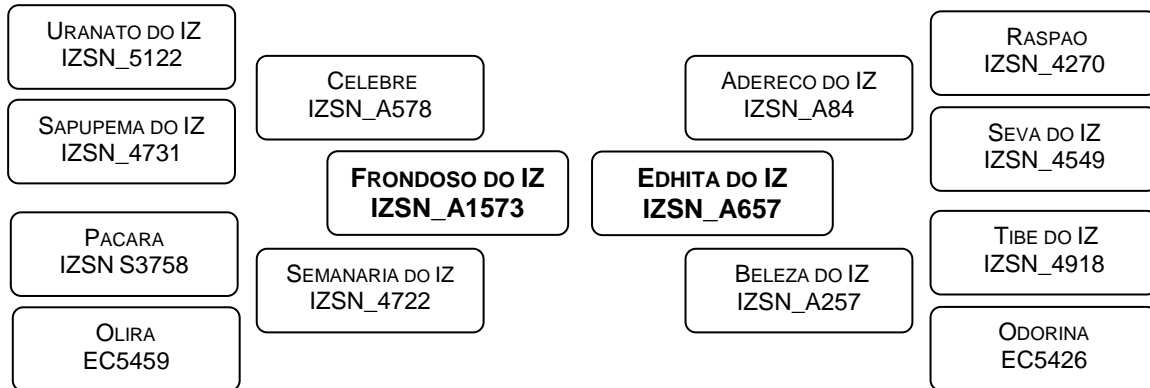 URANATO DO IZ
IZSN_5122
SAPUPEMA DO IZ
IZSN_4731
PACARA
IZSN S3758
OLIRA
EC5459
CELEBRE
IZSN_A578
SEMANARIA DO IZ
IZSN_4722
FRONDOSO DO IZ
IZSN_A1573
EDHITA DO IZ
IZSN_A657
ADERECO DO IZ
IZSN_A84
BELEZA DO IZ
IZSN_A257
RASPAO
IZSN_4270
SEVA DO IZ
IZSN_4549
TIBE DO IZ
IZSN_4918
ODORINA
EC5426